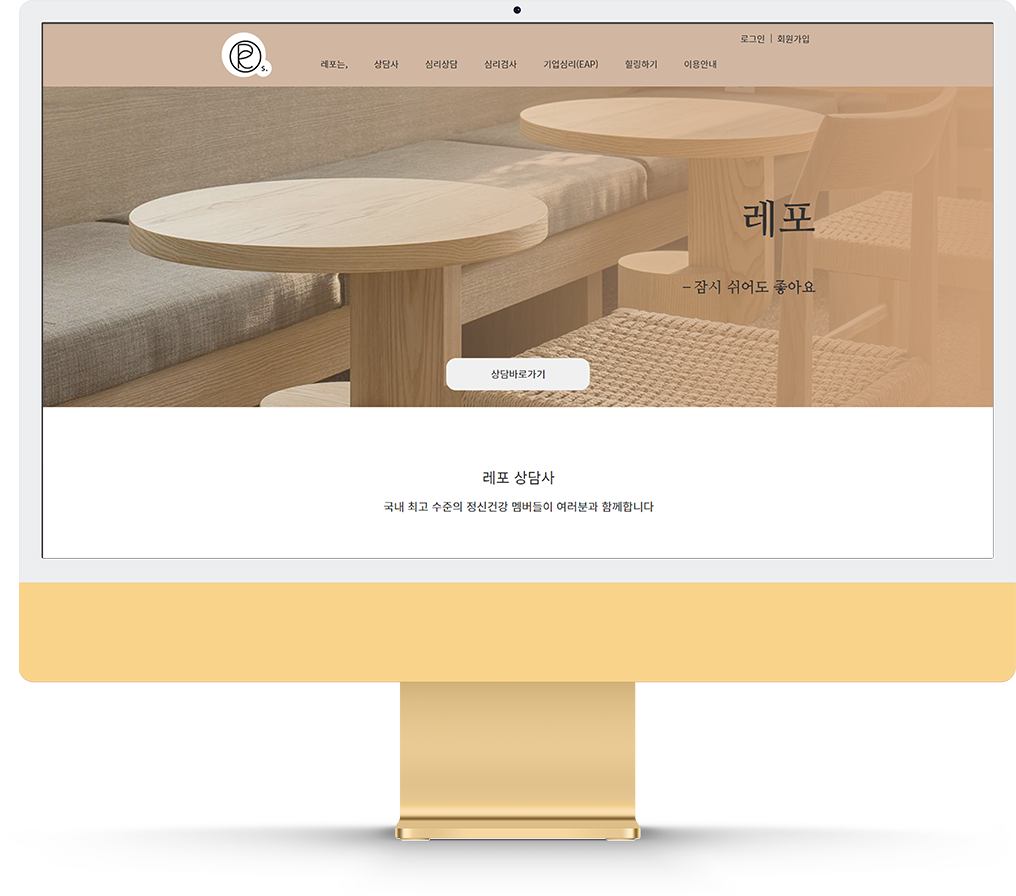 로그인 | 회원가입
R s.
레포는, 상담사 심리상담 심리검사 기업심리(EAP) 힐링하기 이용안내
레포
– 잠시 쉬어도 좋아요
상담바로가기
레포 상담사
국내 최고 수준의 정신건강 멤버들이 여러분과 함께합니다